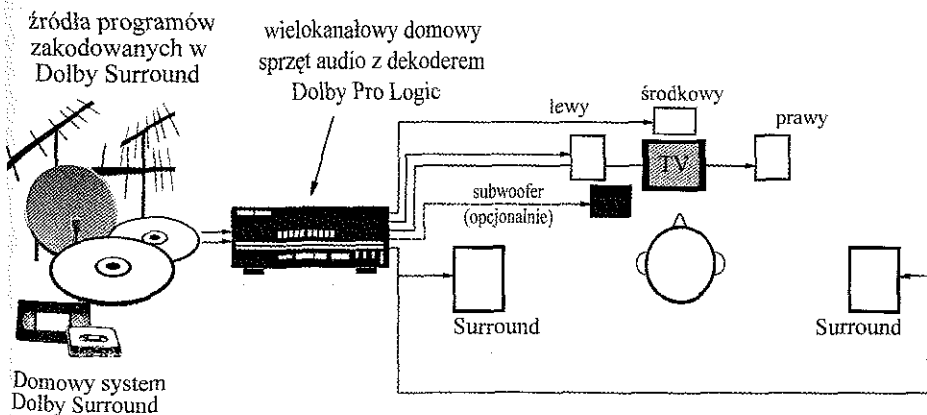 źródła programów
zakodowanych w
Dolby Surround
wielokanałowy domowy
sprzęt audio z dekoderem
Dolby Pro Logic
lewy
środkowy
prawy
TV
subwoofer
(opcjonalnie)
Surround
Surround
Domowy system
Dolby Surround